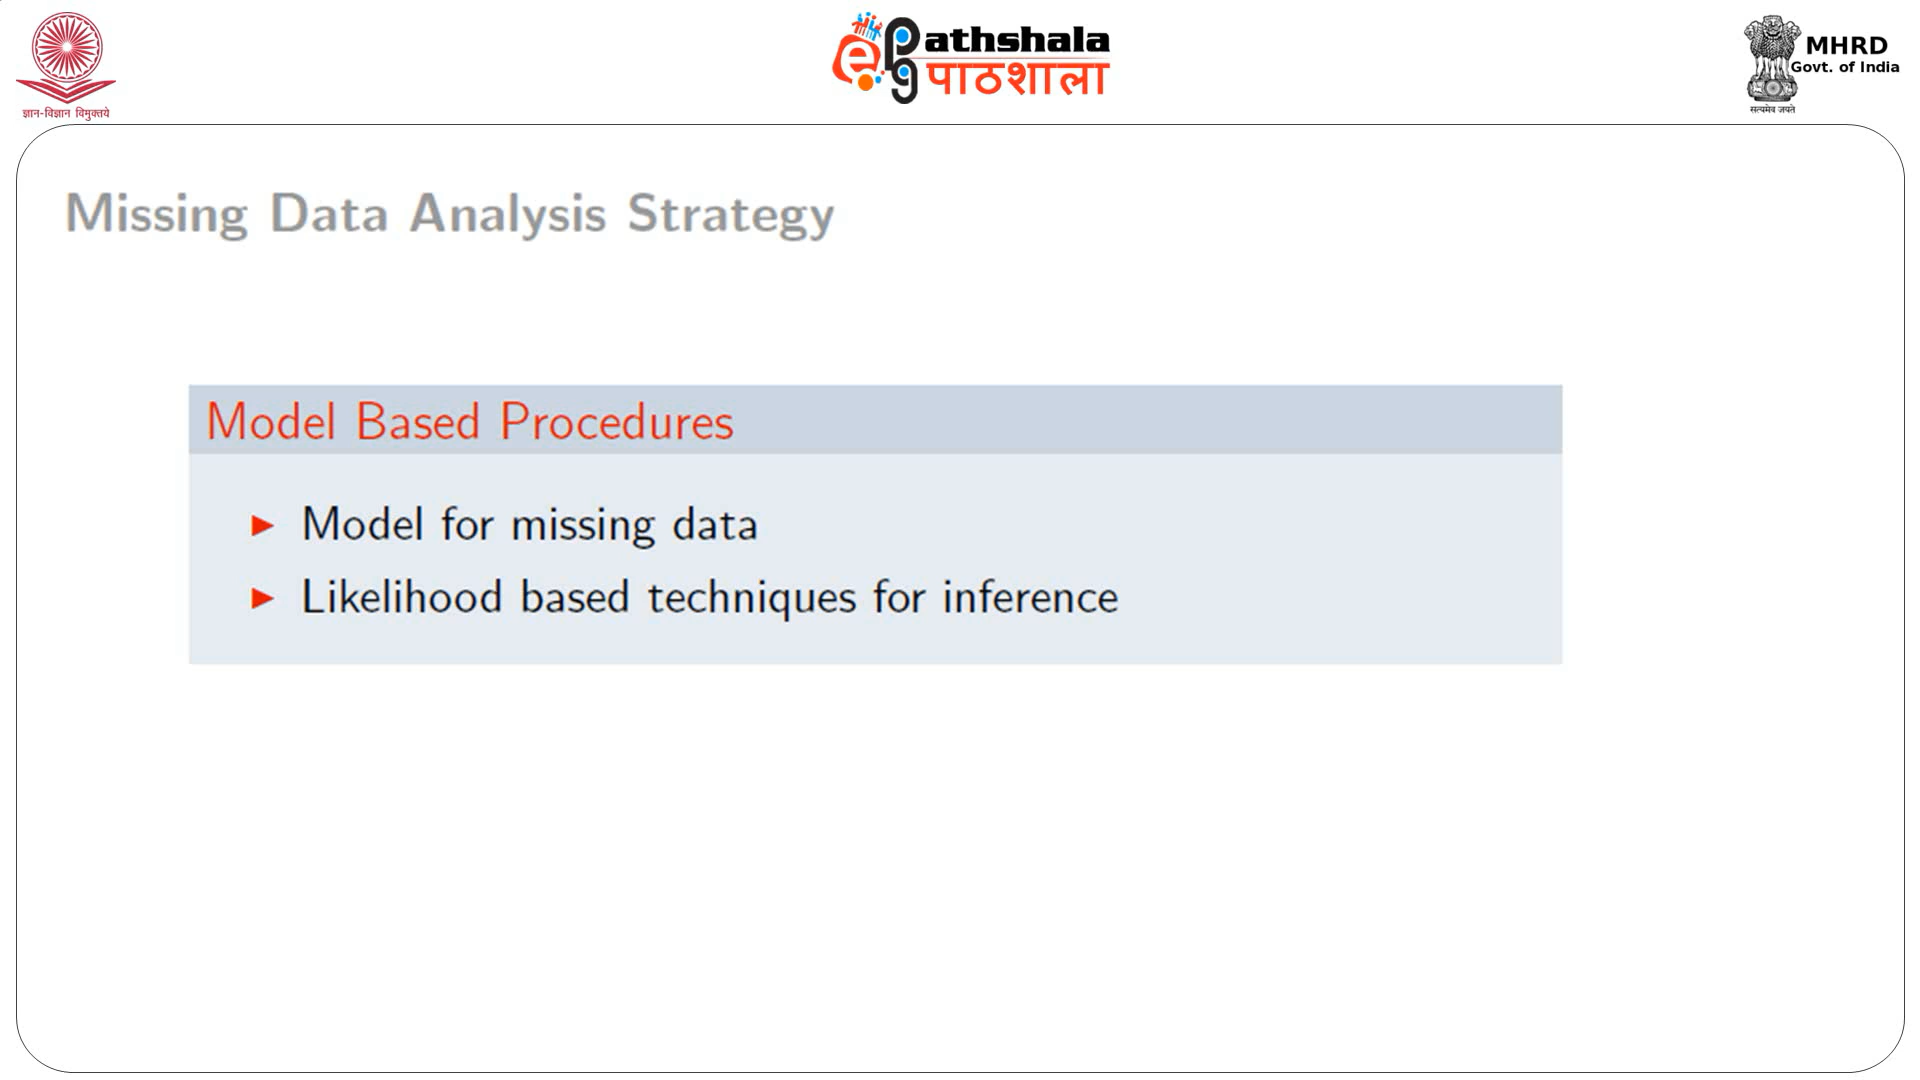 ज्ञान-विज्ञान विमुक्तये
ePathshala
पाठशाला
MHRD
Govt. of India
सत्यमेव जयते
Missing Data Analysis Strategy
Model Based Procedures
► Model for missing data
► Likelihood based techniques for inference